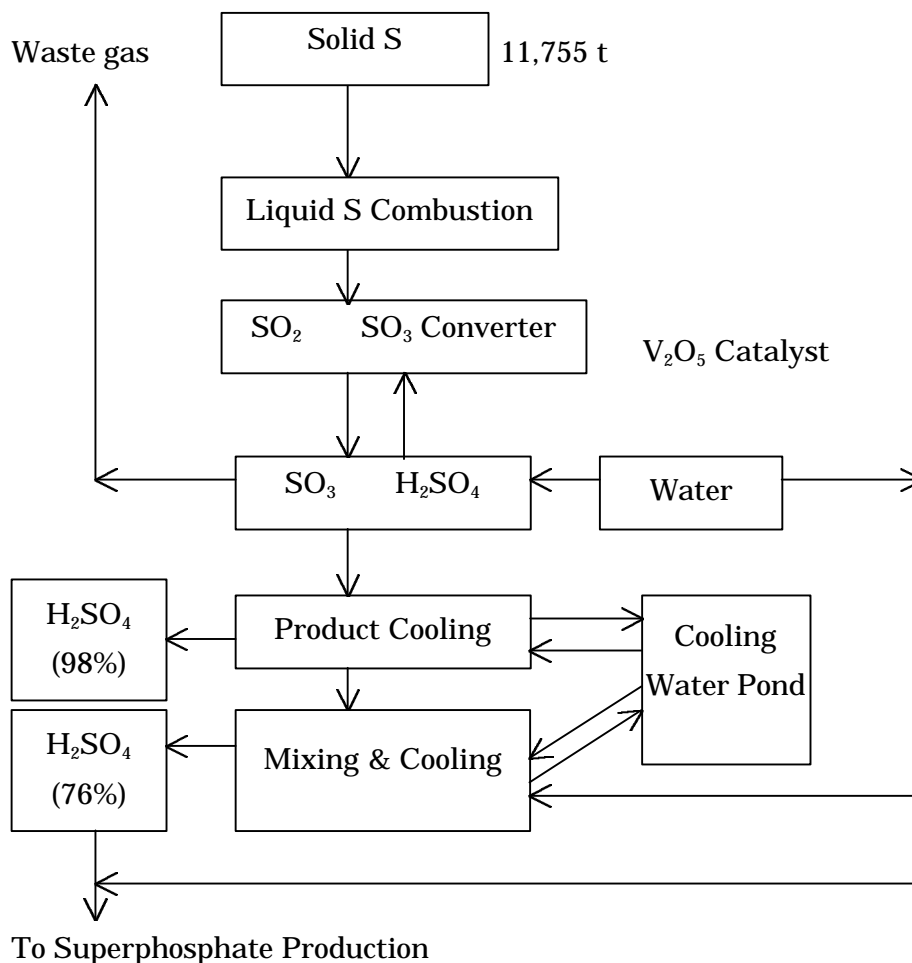 Solid S
Waste gas
11,755 t
Liquid S Combustion
SO₂ SO₃ Converter
V₂O₅ Catalyst
SO₃ H₂SO₄
Water
H₂SO₄
(98%)
Product Cooling
Cooling
Water Pond
H₂SO₄
(76%)
Mixing & Cooling
To Superphosphate Production